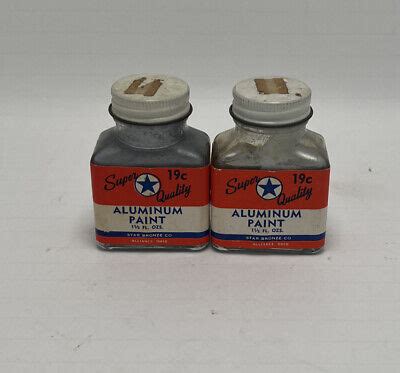 Super 19c
Quality
ALUMINUM
PAINT
1½ FL. OZS.
STAR BRONZE CO
ALLIANCE OHIO
Super 19c
Quality
ALUMINUM
PAINT
1½ FL. OZS.
STAR BRONZE CO
ALLIANCE OHIO